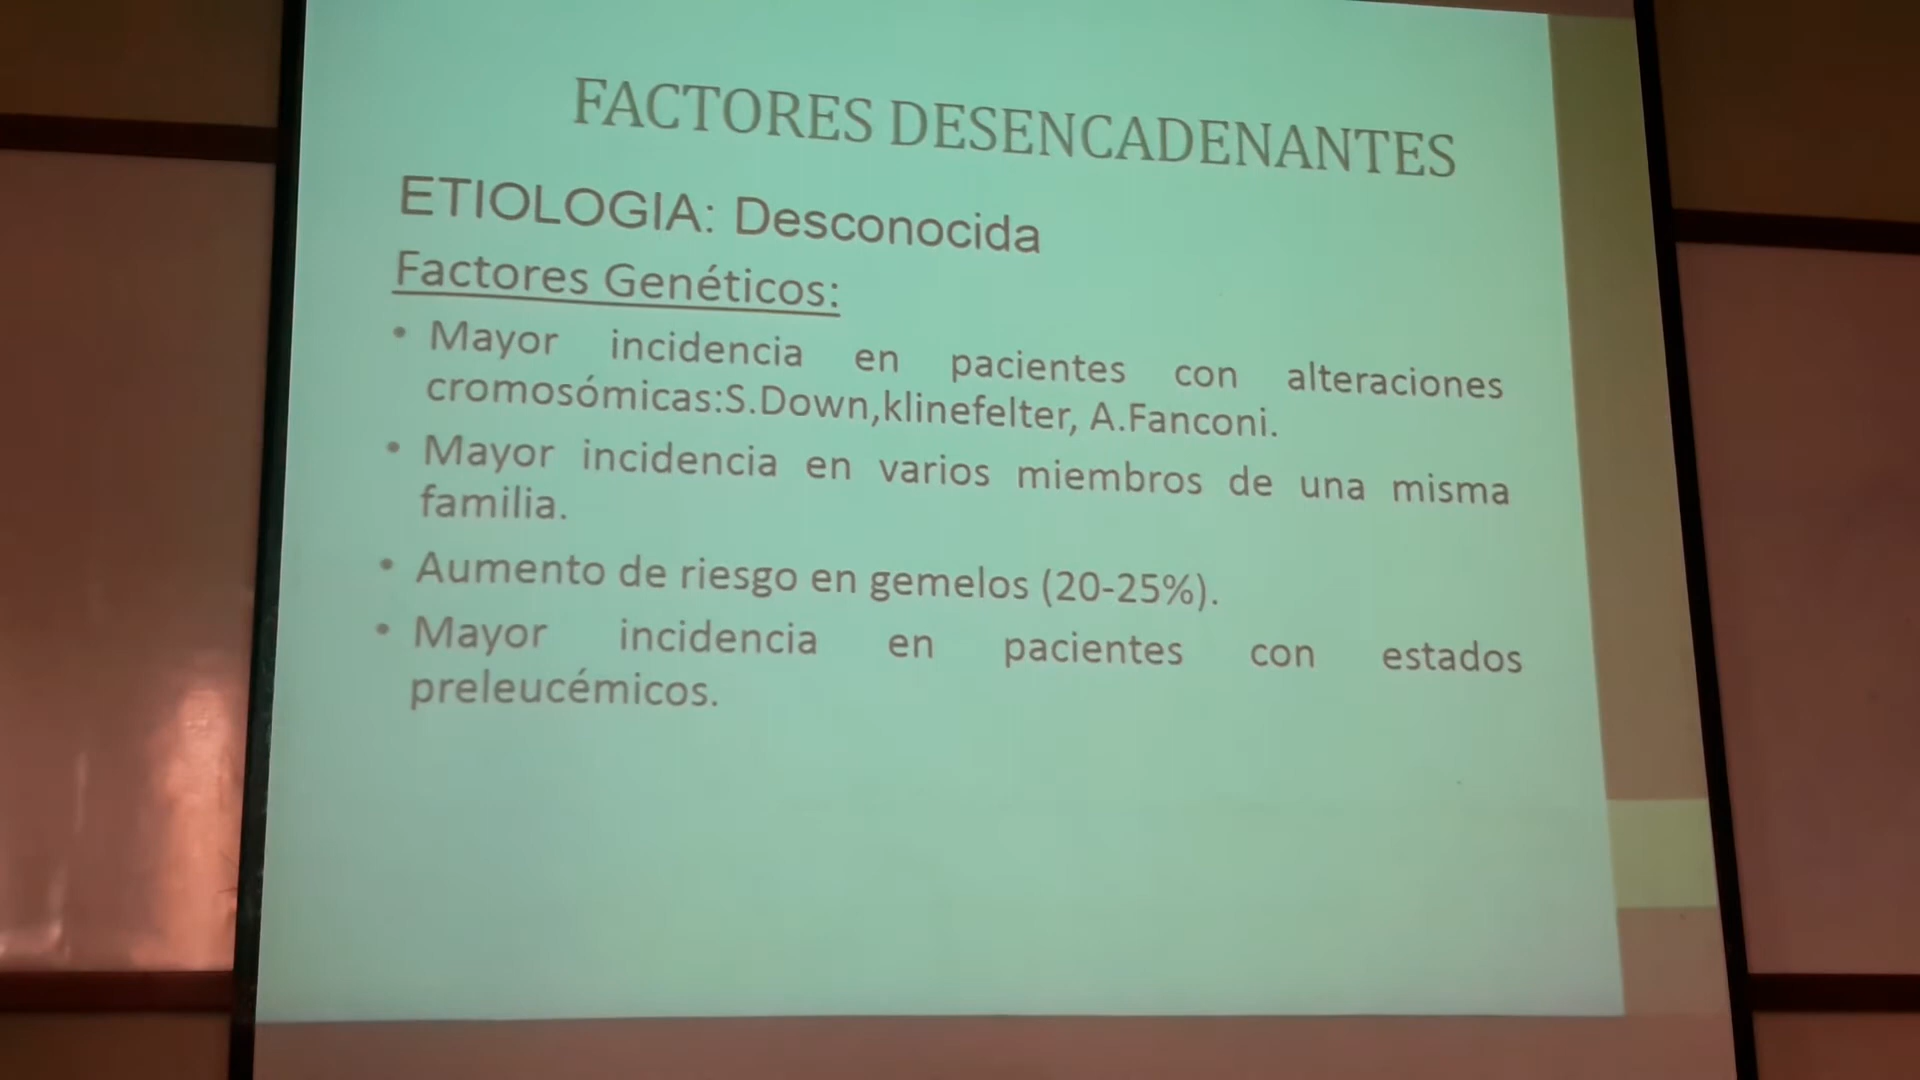 FACTORES DESENCADENANTES
ETIOLOGIA: Desconocida
Factores Genéticos:
• Mayor incidencia en pacientes con alteraciones
cromosómicas:S.Down,klinefelter, A.Fanconi.
• Mayor incidencia en varios miembros de una misma
familia.
• Aumento de riesgo en gemelos (20-25%).
• Mayor incidencia en pacientes con estados
preleucémicos.